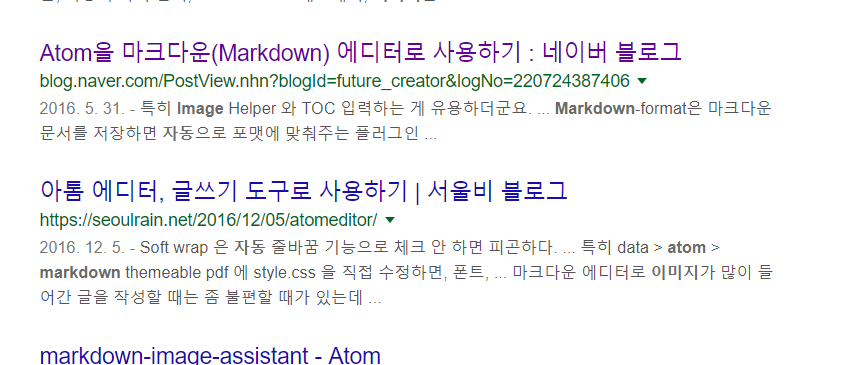 Atom을 마크다운(Markdown) 에디터로 사용하기 : 네이버 블로그
blog.naver.com/PostView.nhn?blogId=future_creator&logNo=220724387406
2016. 5. 31. - 특히 Image Helper 와 TOC 입력하는 게 유용하더군요. ... Markdown-format은 마크다운
문서를 저장하면 자동으로 포맷에 맞춰주는 플러그인 ...
아톰 에디터, 글쓰기 도구로 사용하기 | 서울비 블로그
https://seoulrain.net/2016/12/05/atomeditor/
2016. 12. 5. - Soft wrap 은 자동 줄바꿈 기능으로 체크 안 하면 피곤하다. ... 특히 data > atom >
markdown themeable pdf 에 style.css 을 직접 수정하면, 폰트, ... 마크다운 에디터로 이미지가 많이 들
어간 글을 작성할 때는 좀 불편할 때가 있는데 ...
markdown-image-assistant - Atom